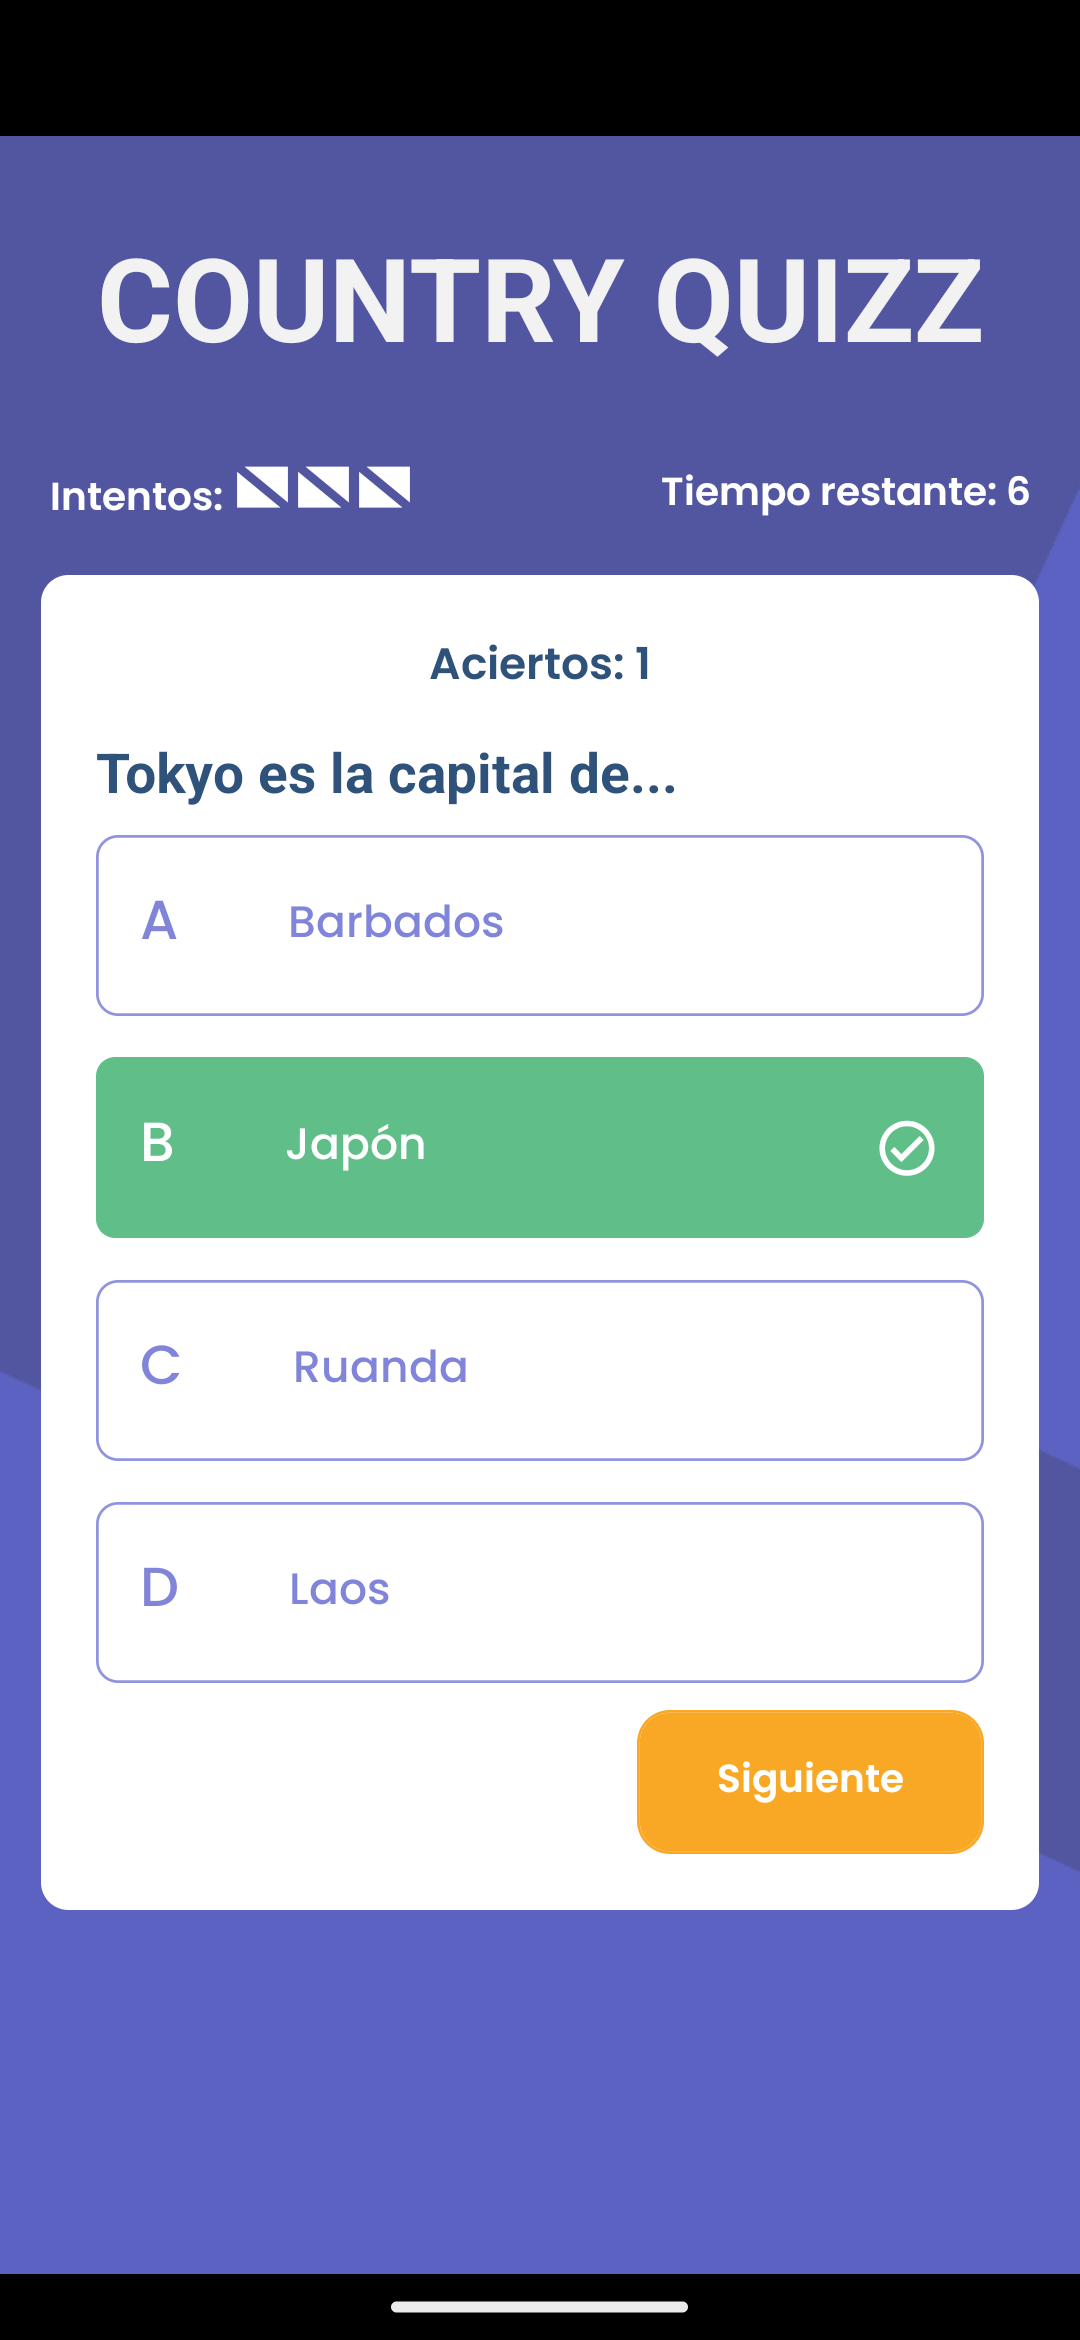 COUNTRY QUIZZ
Intentos:
Tiempo restante: 6
Aciertos: 1
Tokyo es la capital de...
A Barbados
B Japón
C Ruanda
D Laos
Siguiente